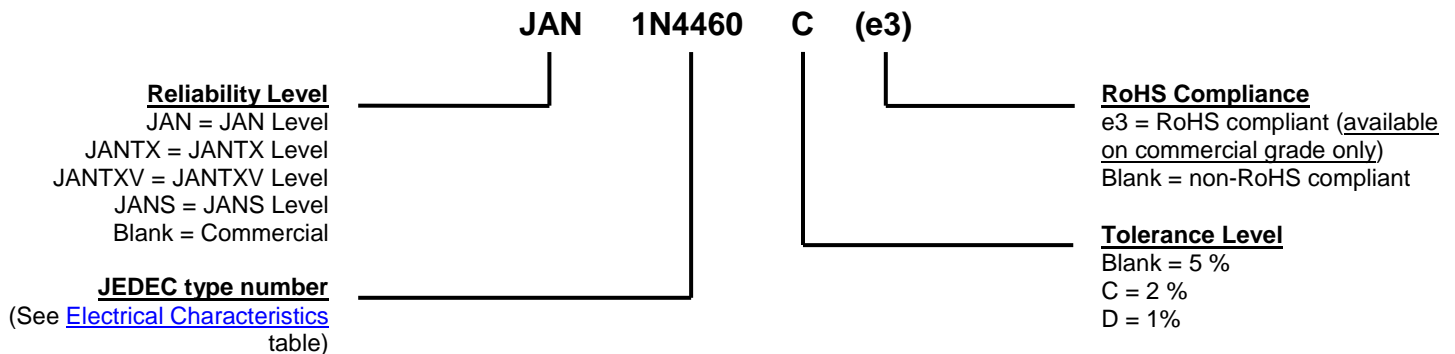 JAN 1N4460 C (e3)
Reliability Level
JAN = JAN Level
JANTX = JANTX Level
JANTXV = JANTXV Level
JANS = JANS Level
Blank = Commercial
JEDEC type number
(See Electrical Characteristics
table)
RoHS Compliance
e3 = RoHS compliant (available
on commercial grade only)
Blank = non-RoHS compliant
Tolerance Level
Blank = 5 %
C = 2 %
D = 1%